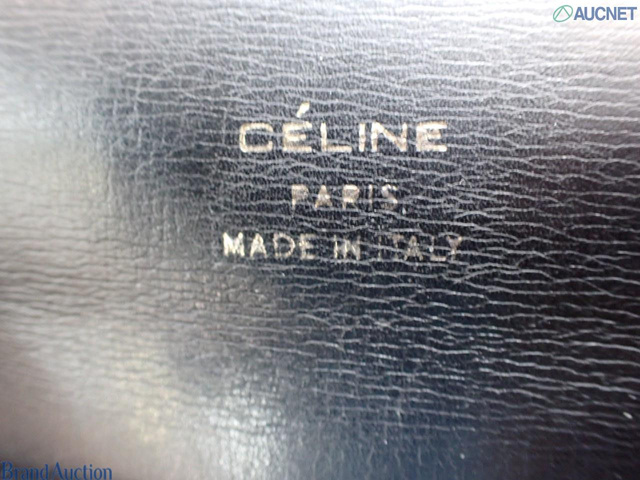 AUCNET
CÉLINE
PARIS
MADE IN ITALY
Brand Auction